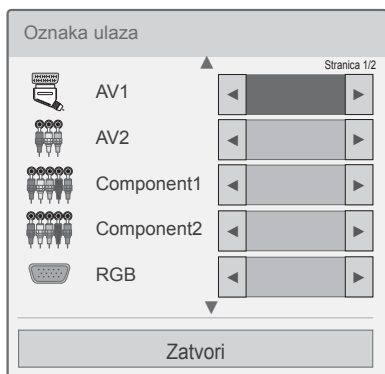 Oznaka ulaza
Stranica 1/2
AV1
AV2
Component1
Component2
RGB
Zatvori